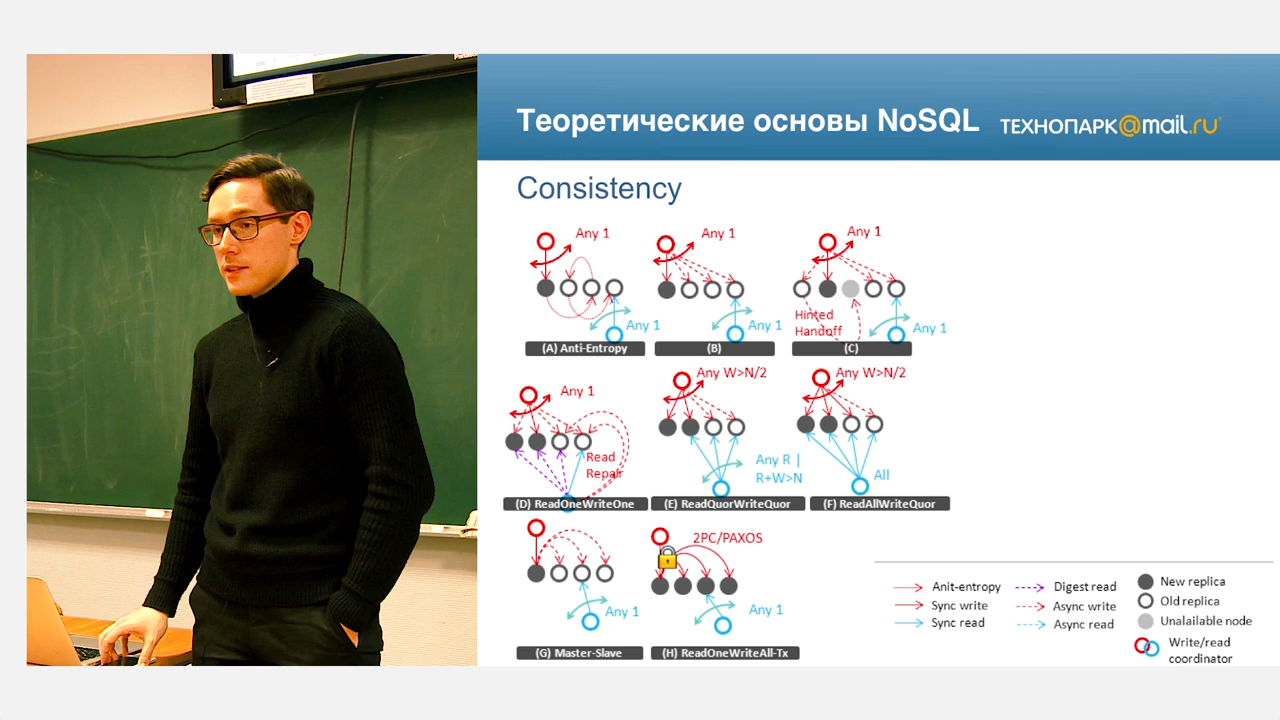 Теоретические основы NoSQL
ТЕХНОПАРК@mail.ru
Consistency
Any 1
Any 1
Any 1
Any 1
Any 1
Hinted
Handoff
Any 1
(A) Anti-Entropy
(B)
(C)
Any 1
Any W>N/2
Any W>N/2
Read
Repair
Any R |
R+W>N
All
(D) ReadOneWriteOne
(E) ReadQuorWriteQuor
(F) ReadAllWriteQuor
2PC/PAXOS
Any 1
Any 1
(G) Master-Slave
(H) ReadOneWriteAll-Tx
Anit-entropy
Sync write
Sync read
Digest read
Async write
Async read
New replica
Old replica
Unalailable node
Write/read
coordinator